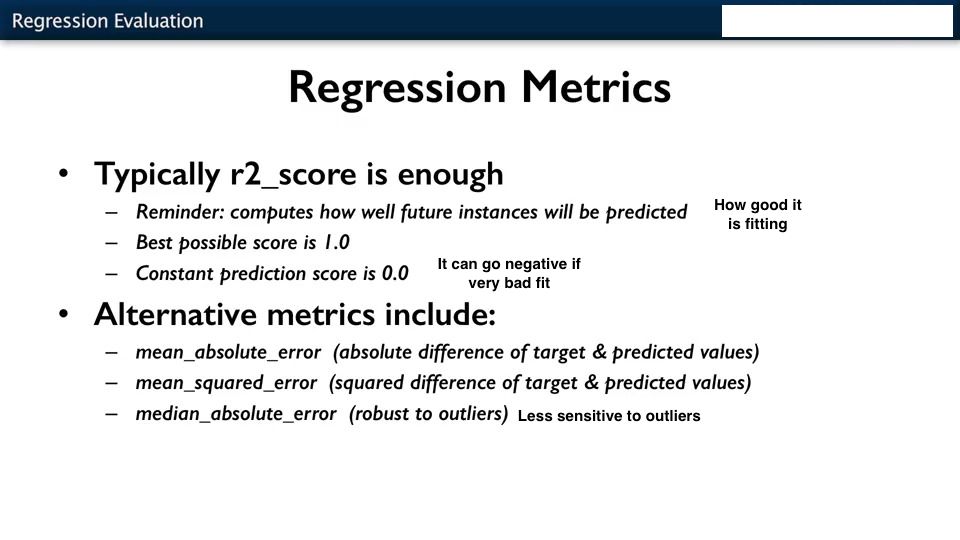 Regression Evaluation
Regression Metrics
• Typically r2_score is enough
– Reminder: computes how well future instances will be predicted
How good it
is fitting
– Best possible score is 1.0
– Constant prediction score is 0.0
It can go negative if
very bad fit
• Alternative metrics include:
– mean_absolute_error (absolute difference of target & predicted values)
– mean_squared_error (squared difference of target & predicted values)
– median_absolute_error (robust to outliers) Less sensitive to outliers